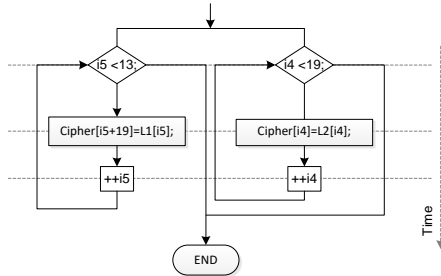 i5 <13;
i4 <19;
Cipher[i5+19]=L1[i5];
Cipher[i4]=L2[i4];
++i5
++i4
Time
END